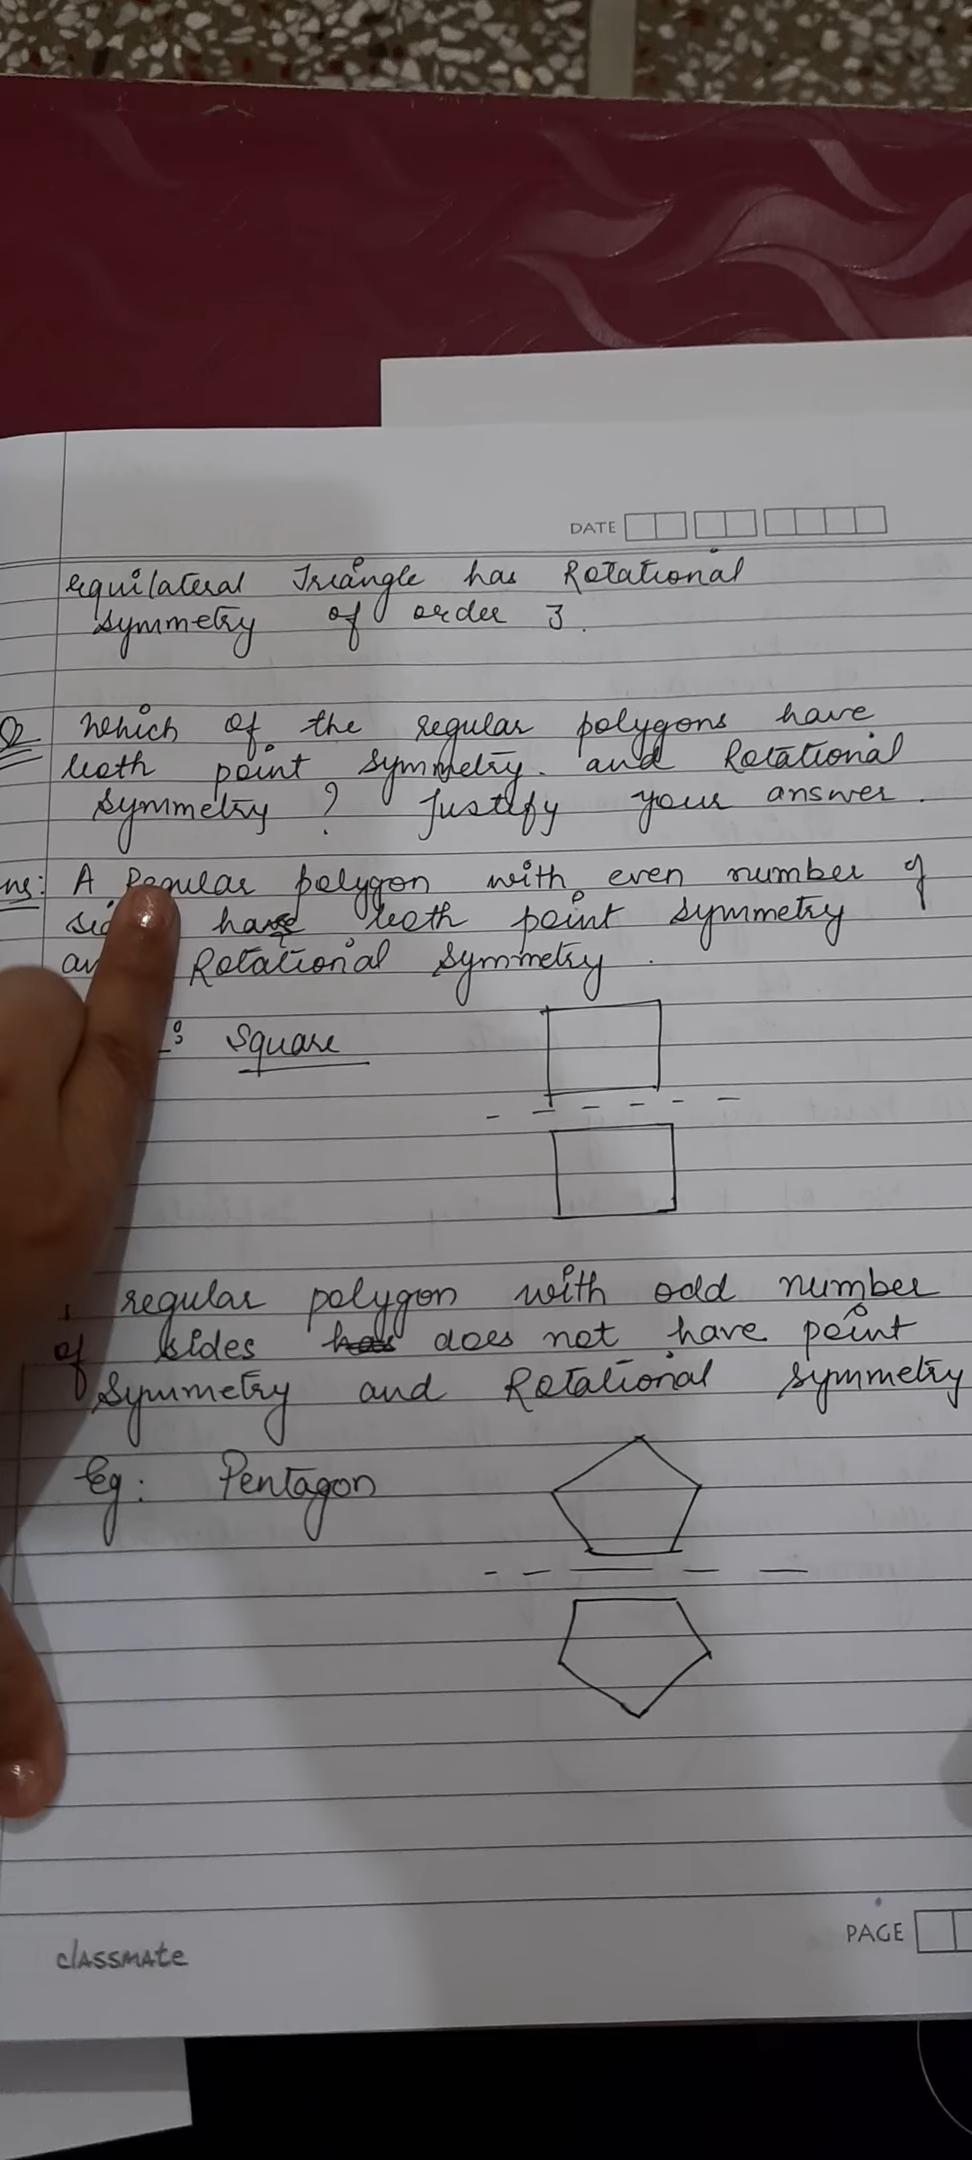 DATE
equilateral Triangle has Rotational
symmetry of order 3.
Q Which of the regular polygons have
both point symmetry. and Rotational
symmetry ? Justify your answer.
A Regular polygon with even number of
have both point symmetry
Rotational symmetry.
Square
regular polygon with odd number
of sides does not have point
symmetry and Rotational symmetry
Eg: Pentagon
classmate
PAGE